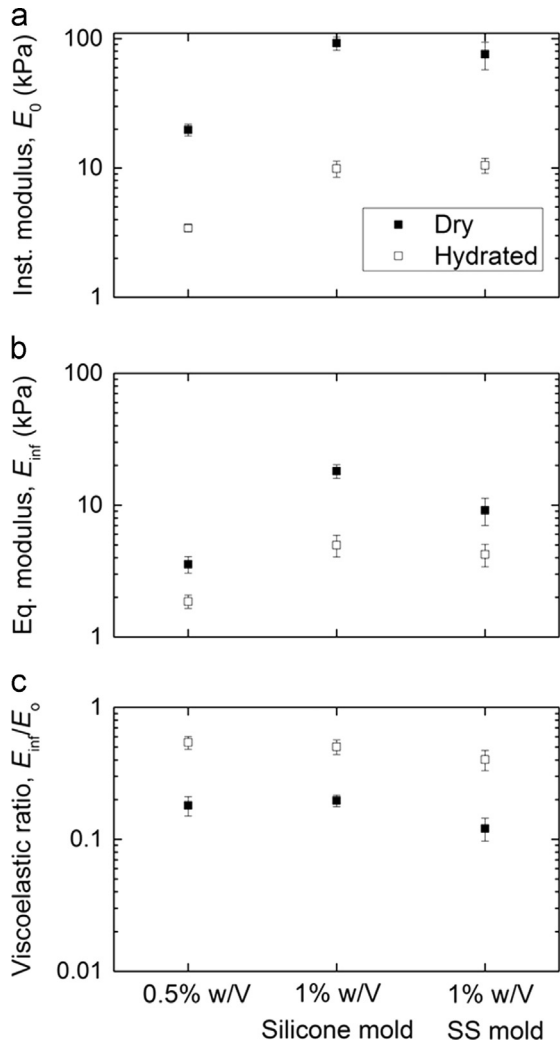 a
Inst. modulus, E0 (kPa)
100
10
1
Dry
Hydrated
b
Eq. modulus, Einf (kPa)
100
10
1
c
Viscoelastic ratio, Einf/Eo
1
0.1
0.01
0.5% w/V 1% w/V 1% w/V
Silicone mold SS mold